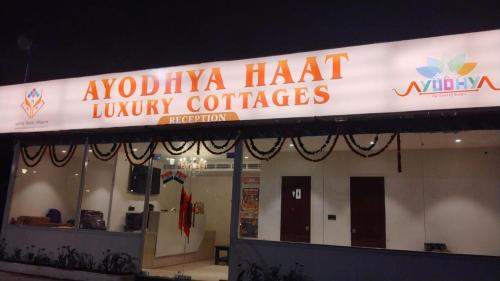 AYODHYA HAAT
LUXURY COTTAGES
RECEPTION
AYODHYA